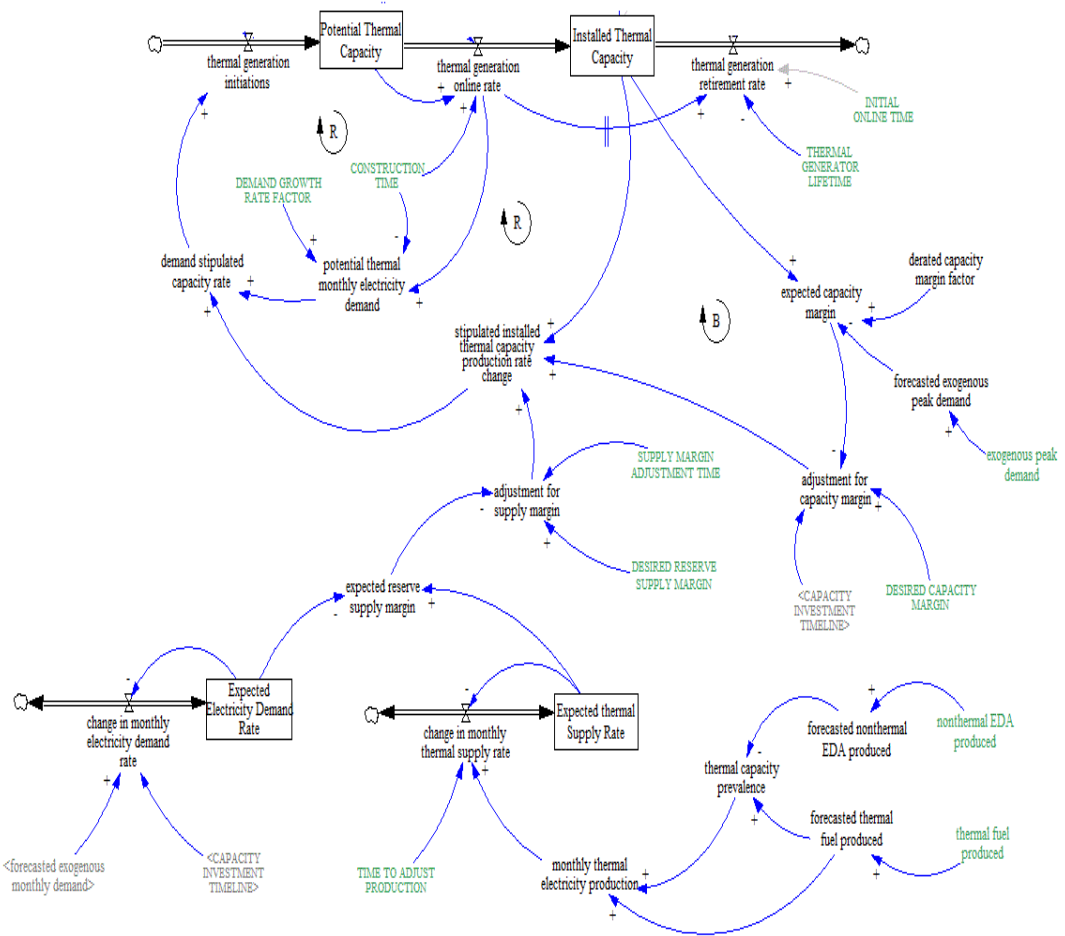 Potential Thermal
Capacity
Installed Thermal
Capacity
thermal generation
initiations
thermal generation
online rate
thermal generation
retirement rate
+
+
+
+
+
-
+
INITIAL
ONLINE TIME
R
CONSTRUCTION
TIME
THERMAL
GENERATOR
LIFETIME
DEMAND GROWTH
RATE FACTOR
R
+
-
demand stipulated
capacity rate
+
+
potential thermal
monthly electricity
demand
+
+
expected capacity
margin
derated capacity
margin factor
+
-
B
stipulated installed
thermal capacity
production rate
change
+
+
+
forecasted exogenous
peak demand
+
exogenous peak
demand
SUPPLY MARGIN
ADJUSTMENT TIME
-
adjustment for
capacity margin
+
adjustment for
supply margin
-
+
DESIRED RESERVE
SUPPLY MARGIN
expected reserve
supply margin
-
+
<CAPACITY
INVESTMENT
TIMELINE>
DESIRED CAPACITY
MARGIN
-
Expected
Electricity Demand
Rate
change in monthly
electricity demand
rate
+
-
Expected thermal
Supply Rate
change in monthly
thermal supply rate
+
+
forecasted nonthermal
EDA produced
nonthermal EDA
produced
-
thermal capacity
prevalence
+
forecasted thermal
fuel produced
+
thermal fuel
produced
<forecasted exogenous
monthly demand>
<CAPACITY
INVESTMENT
TIMELINE>
TIME TO ADJUST
PRODUCTION
monthly thermal
electricity production
+
+